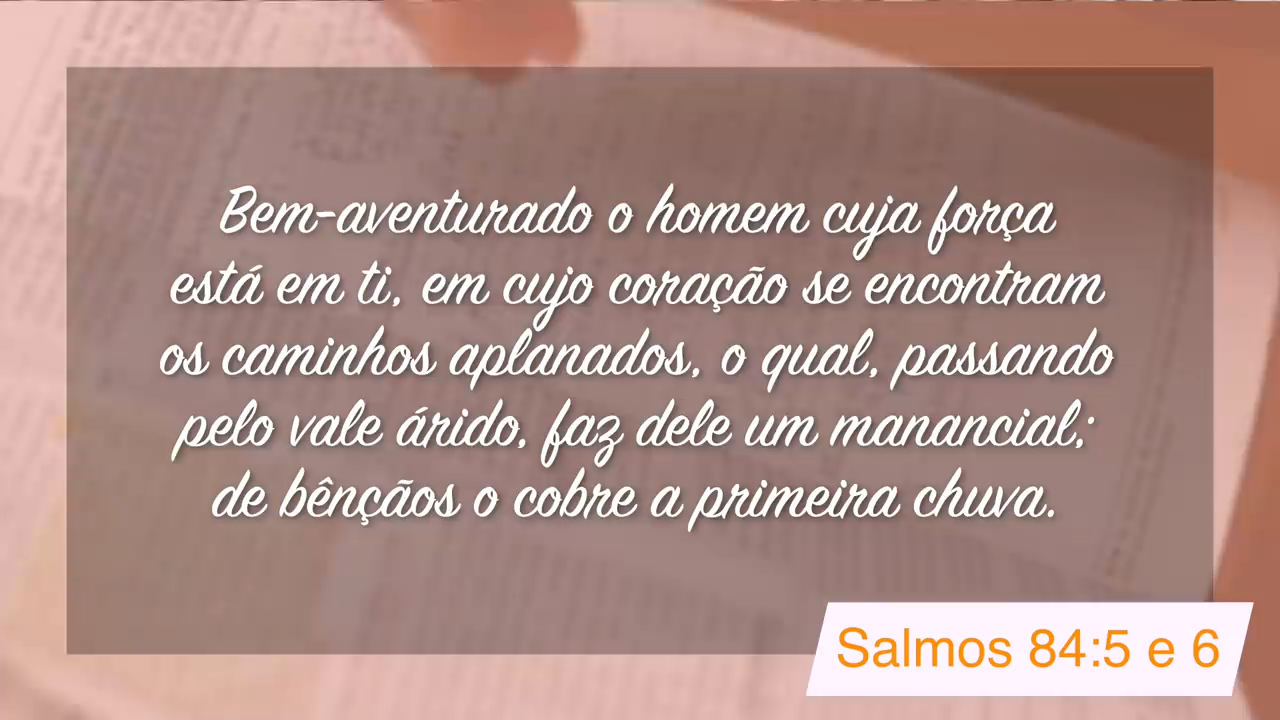 Bem-aventurado o homem cuja força
está em ti, em cujo coração se encontram
os caminhos aplanados, o qual, passando
pelo vale árido, faz dele um manancial;
de bênçãos o cobre a primeira chuva.
Salmos 84:5 e 6